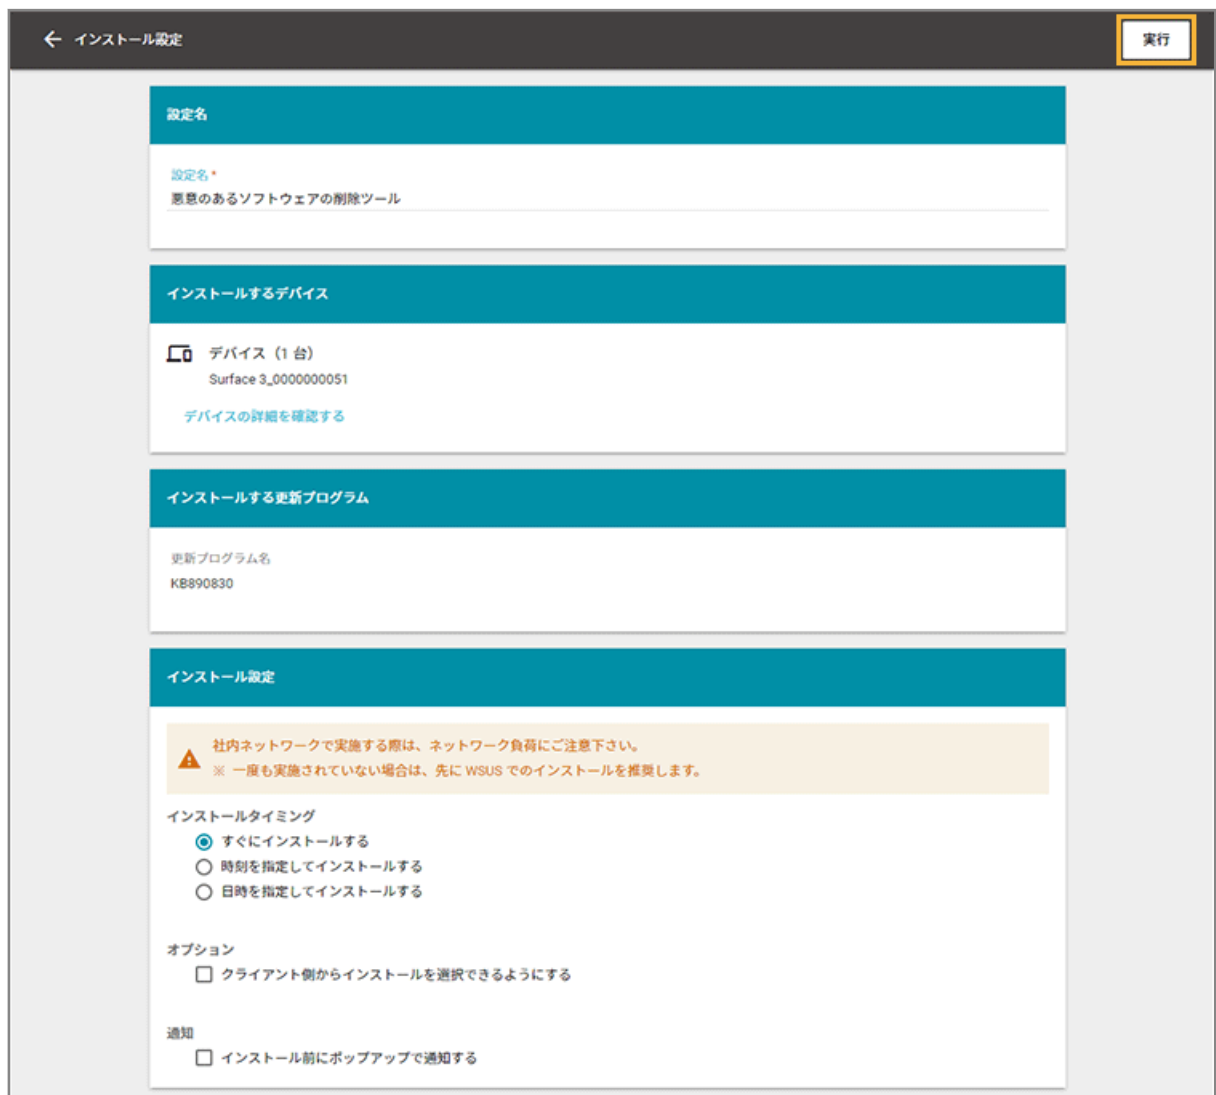 インストール設定
実行
設定名
設定名*
悪意のあるソフトウェアの削除ツール
インストールするデバイス
デバイス（1 台）
Surface 3_0000000051
デバイスの詳細を確認する
インストールする更新プログラム
更新プログラム名
KB890830
インストール設定
社内ネットワークで実施する際は、ネットワーク負荷にご注意下さい。
※ 一度も実施されていない場合は、先に WSUS でのインストールを推奨します。
インストールタイミング
すぐにインストールする
時刻を指定してインストールする
日時を指定してインストールする
オプション
クライアント側からインストールを選択できるようにする
通知
インストール前にポップアップで通知する